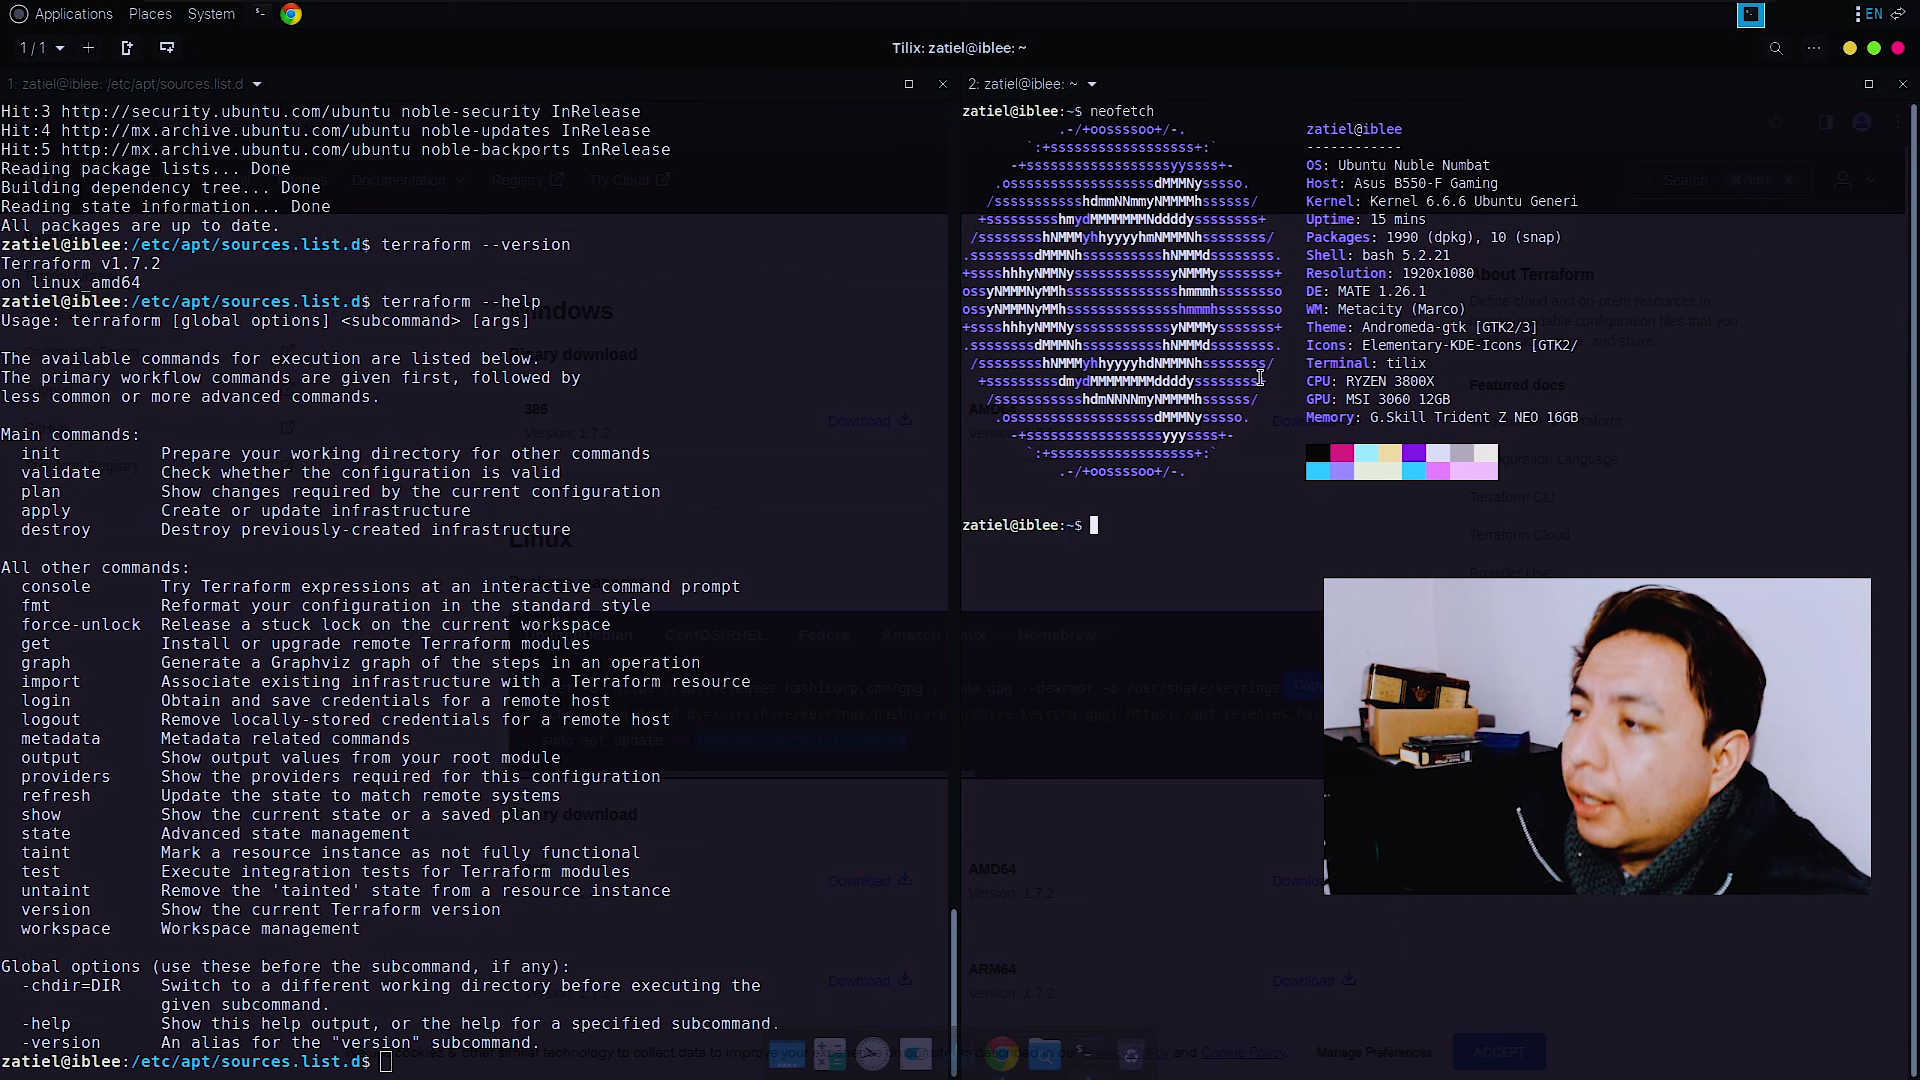 Applications Places System
EN
1 / 1
Tilix: zatiel@iblee: ~
1: zatiel@iblee: /etc/apt/sources.list.d
Hit:3 http://security.ubuntu.com/ubuntu noble-security InRelease
Hit:4 http://mx.archive.ubuntu.com/ubuntu noble-updates InRelease
Hit:5 http://mx.archive.ubuntu.com/ubuntu noble-backports InRelease
Reading package lists... Done
Building dependency tree... Done
Reading state information... Done
All packages are up to date.
zatiel@iblee:/etc/apt/sources.list.d$ terraform --version
Terraform v1.7.2
on linux_amd64
zatiel@iblee:/etc/apt/sources.list.d$ terraform --help
Usage: terraform [global options] <subcommand> [args]
The available commands for execution are listed below.
The primary workflow commands are given first, followed by
less common or more advanced commands.
Main commands:
init Prepare your working directory for other commands
validate Check whether the configuration is valid
plan Show changes required by the current configuration
apply Create or update infrastructure
destroy Destroy previously-created infrastructure
All other commands:
console Try Terraform expressions at an interactive command prompt
fmt Reformat your configuration in the standard style
force-unlock Release a stuck lock on the current workspace
get Install or upgrade remote Terraform modules
graph Generate a Graphviz graph of the steps in an operation
import Associate existing infrastructure with a Terraform resource
login Obtain and save credentials for a remote host
logout Remove locally-stored credentials for a remote host
metadata Metadata related commands
output Show output values from your root module
providers Show the providers required for this configuration
refresh Update the state to match remote systems
show Show the current state or a saved plan
state Advanced state management
taint Mark a resource instance as not fully functional
test Execute integration tests for Terraform modules
untaint Remove the 'tainted' state from a resource instance
version Show the current Terraform version
workspace Workspace management
Global options (use these before the subcommand, if any):
-chdir=DIR Switch to a different working directory before executing the
given subcommand.
-help Show this help output, or the help for a specified subcommand.
-version An alias for the "version" subcommand.
zatiel@iblee:/etc/apt/sources.list.d$
2: zatiel@iblee: ~
zatiel@iblee:~$ neofetch
zatiel@iblee
------------
OS: Ubuntu Nuble Numbat
Host: Asus B550-F Gaming
Kernel: Kernel 6.6.6 Ubuntu Generi
Uptime: 15 mins
Packages: 1990 (dpkg), 10 (snap)
Shell: bash 5.2.21
Resolution: 1920x1080
DE: MATE 1.26.1
WM: Metacity (Marco)
Theme: Andromeda-gtk [GTK2/3]
Icons: Elementary-KDE-Icons [GTK2/
Terminal: tilix
CPU: RYZEN 3800X
GPU: MSI 3060 12GB
Memory: G.Skill Trident Z NEO 16GB
zatiel@iblee:~$